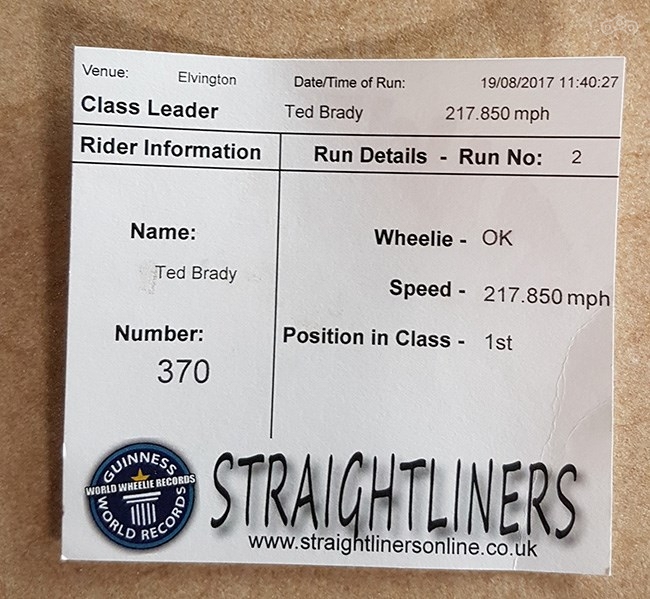 Venue: Elvington Date/Time of Run: 19/08/2017 11:40:27
Class Leader Ted Brady 217.850 mph
Rider Information Run Details - Run No: 2
Name:
Ted Brady
Number:
370
Wheelie - OK
Speed - 217.850 mph
Position in Class - 1st
GUINNESS
WORLD WHEELIE RECORDS
WORLD RECORDS
STRAIGHTLINERS
www.straightlinersonline.co.uk